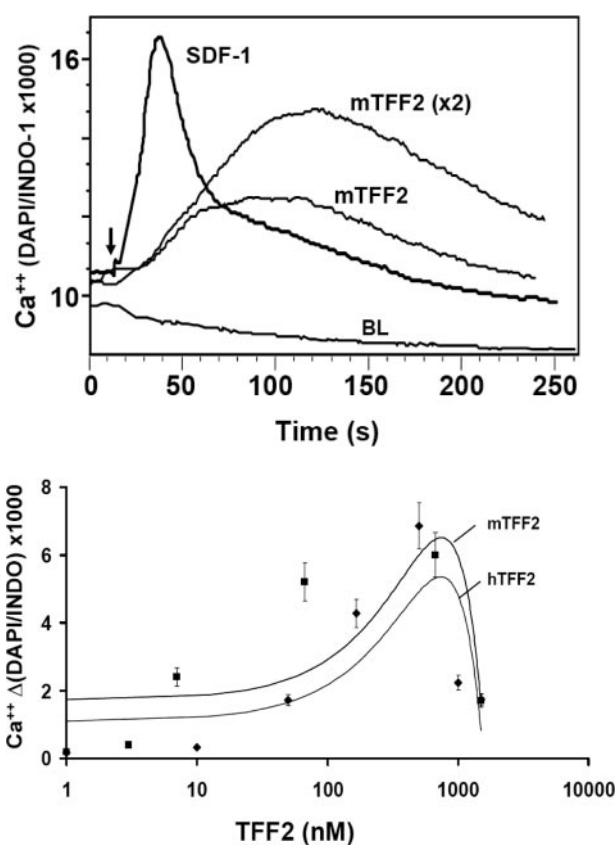 16
10
Ca++ (DAPI/INDO-1 x1000)
SDF-1
mTFF2 (x2)
mTFF2
BL
0 50 100 150 200 250
Time (s)
8
6
4
2
0
Ca++ Δ(DAPI/INDO) x1000
mTFF2
hTFF2
1 10 100 1000 10000
TFF2 (nM)